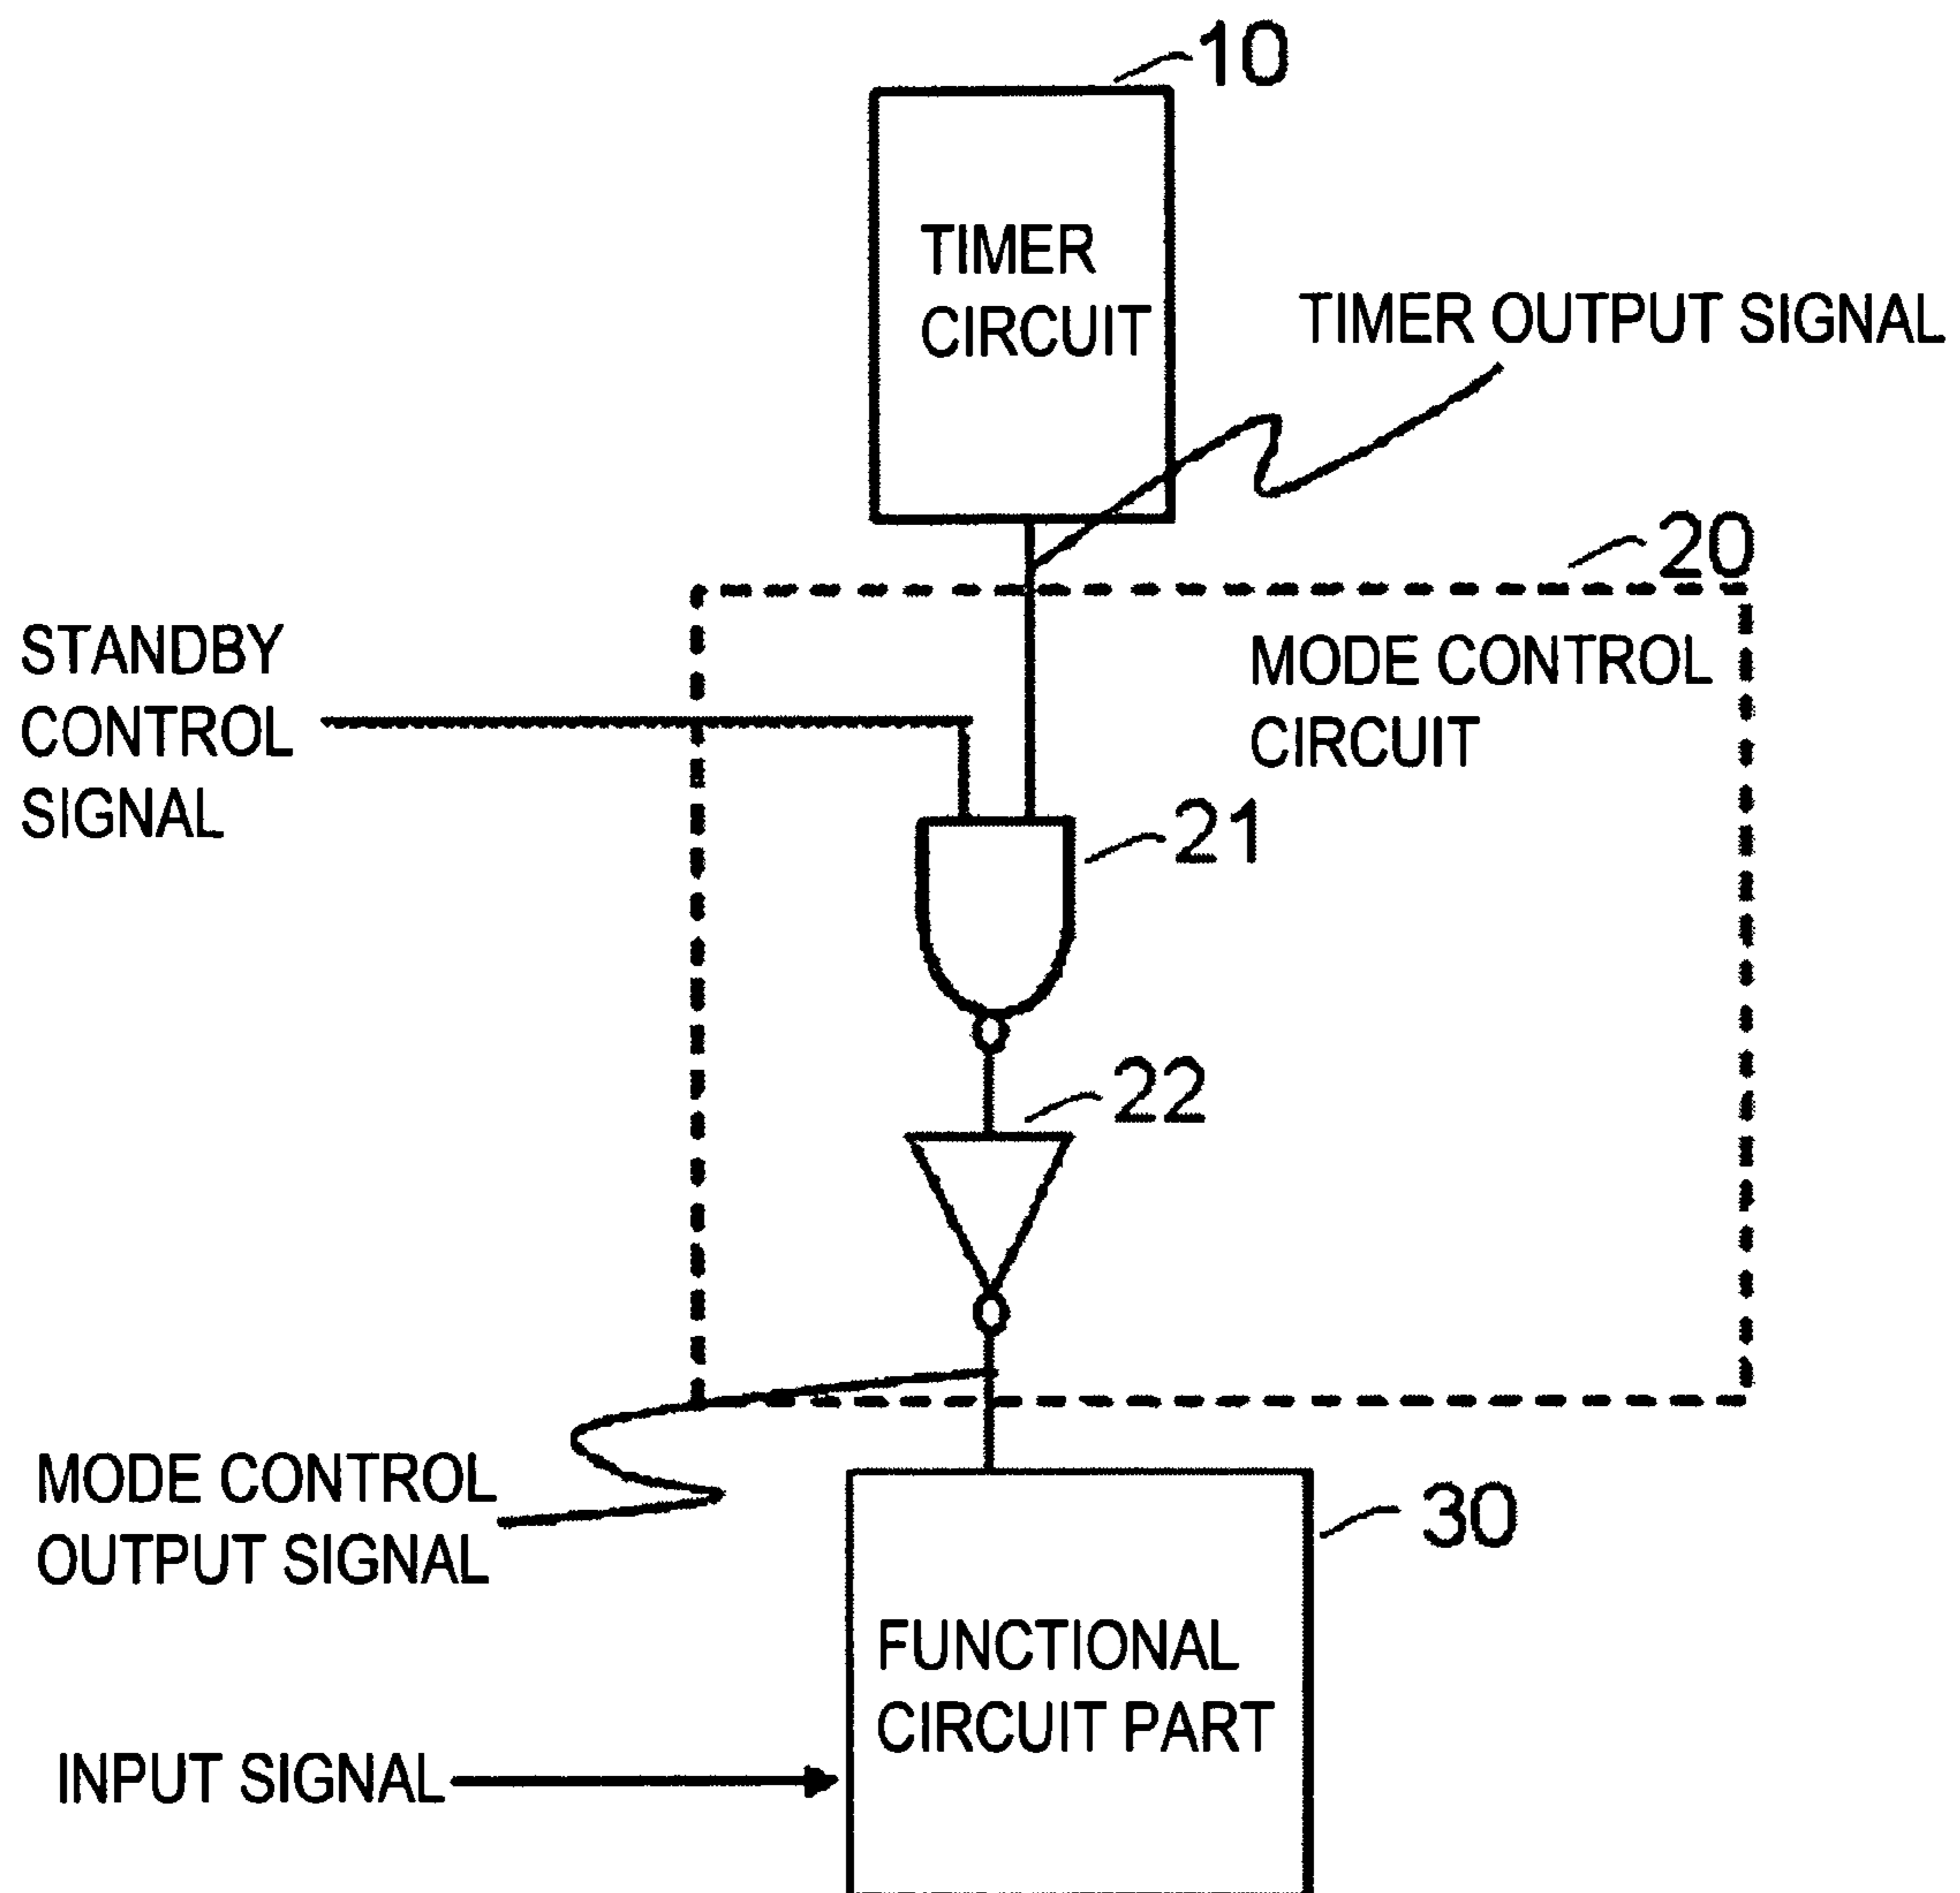 10
TIMER
CIRCUIT
TIMER OUTPUT SIGNAL
20
STANDBY
CONTROL
SIGNAL
MODE CONTROL
CIRCUIT
21
22
MODE CONTROL
OUTPUT SIGNAL
30
FUNCTIONAL
CIRCUIT PART
INPUT SIGNAL